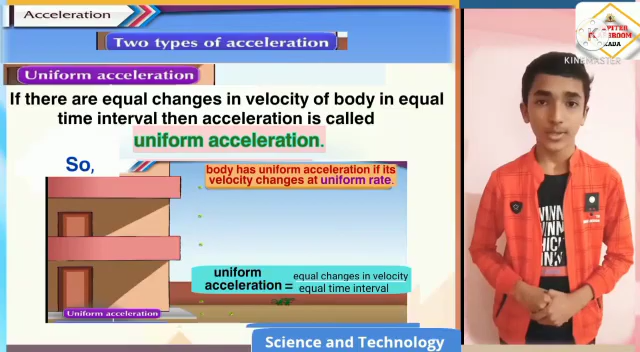 Acceleration
Two types of acceleration
Uniform acceleration
If there are equal changes in velocity of body in equal
time interval then acceleration is called
uniform acceleration.
So,
body has uniform acceleration if its
velocity changes at uniform rate.
uniform
acceleration =
equal changes in velocity
equal time interval
Uniform acceleration
Science and Technology
KINEMASTER